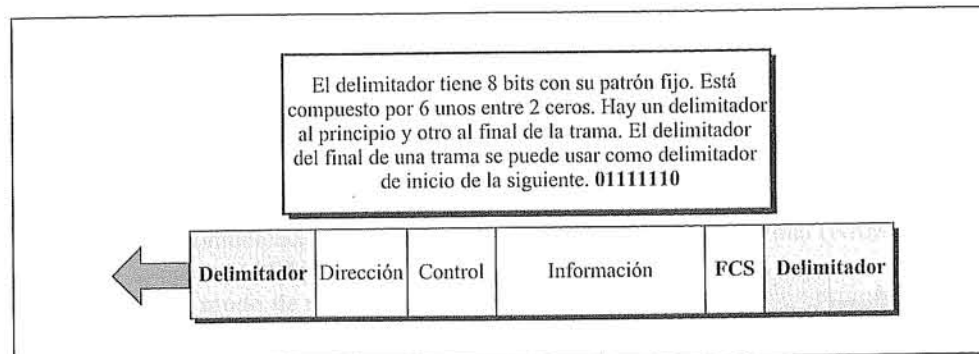 El delimitador tiene 8 bits con su patrón fijo. Está
compuesto por 6 unos entre 2 ceros. Hay un delimitador
al principio y otro al final de la trama. El delimitador
del final de una trama se puede usar como delimitador
de inicio de la siguiente. 01111110
Delimitador Dirección Control Información FCS Delimitador